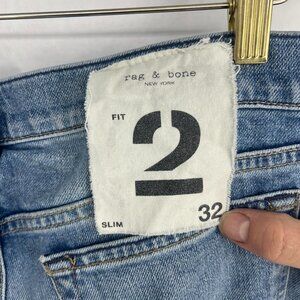 rag & bone
NEW YORK
FIT
2
SLIM
32